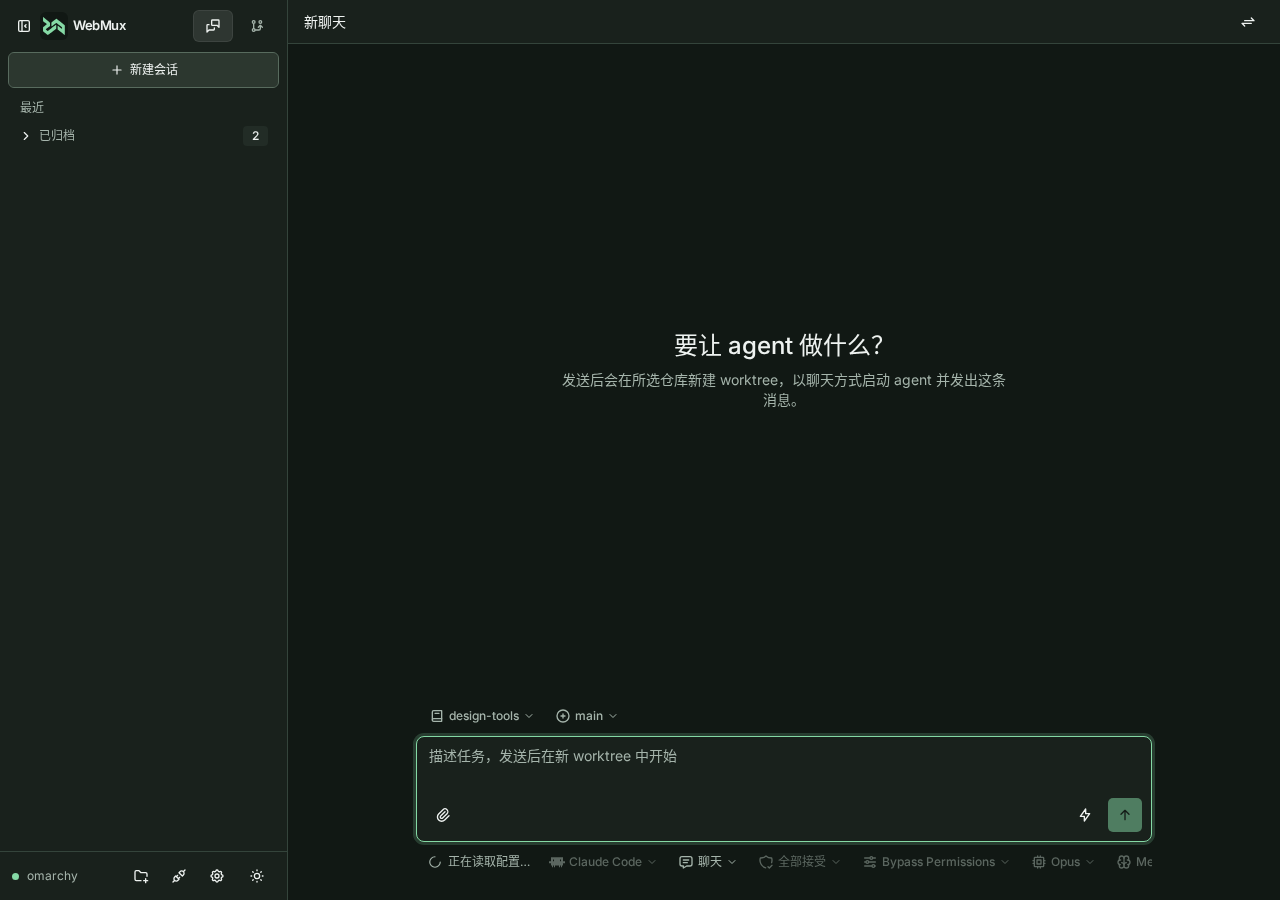 WebMux
新建会话
最近
已归档 2
omarchy
新聊天
要让 agent 做什么？
发送后会在所选仓库新建 worktree，以聊天方式启动 agent 并发出这条
消息。
design-tools main
描述任务，发送后在新 worktree 中开始
正在读取配置... Claude Code 聊天 全部接受 Bypass Permissions Opus Me